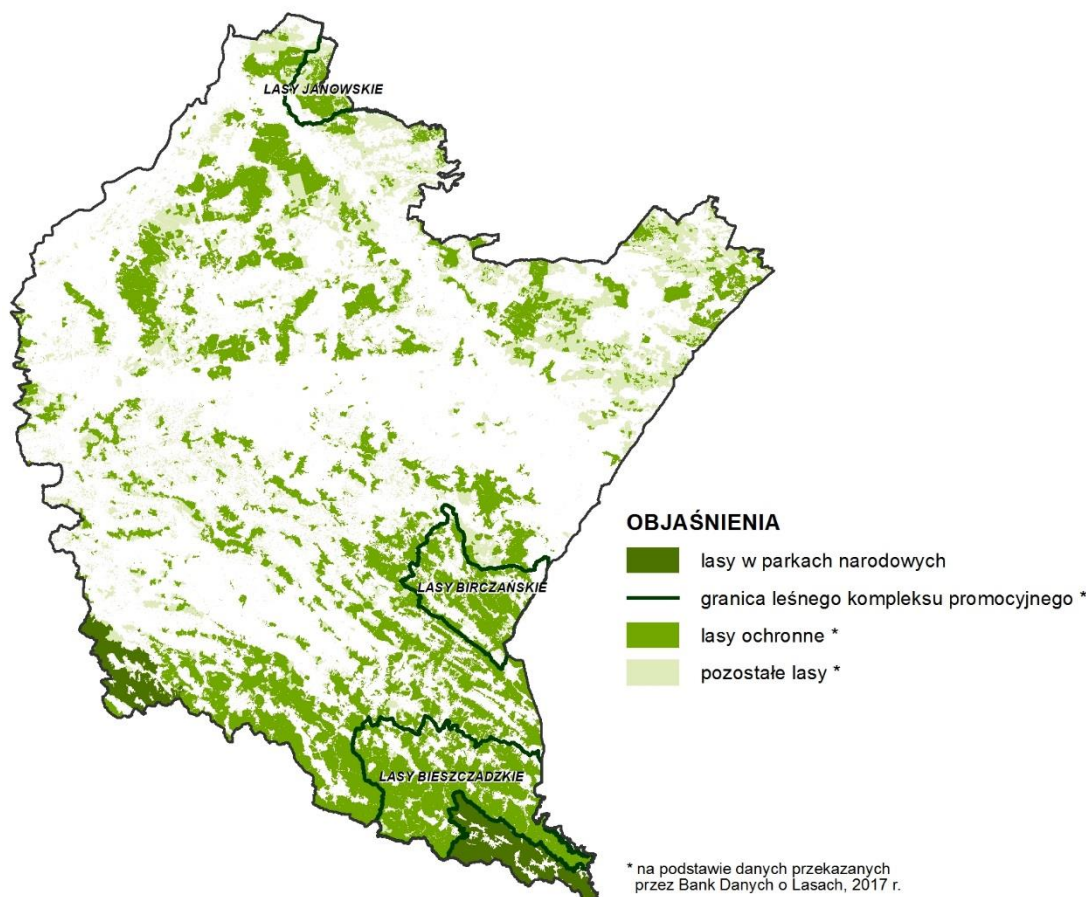 LASY JANOWSKIE
LASY BIRCZAŃSKIE
LASY BIESZCZADZKIE
OBJAŚNIENIA
lasy w parkach narodowych
granica leśnego kompleksu promocyjnego *
lasy ochronne *
pozostałe lasy *
* na podstawie danych przekazanych
przez Bank Danych o Lasach, 2017 r.